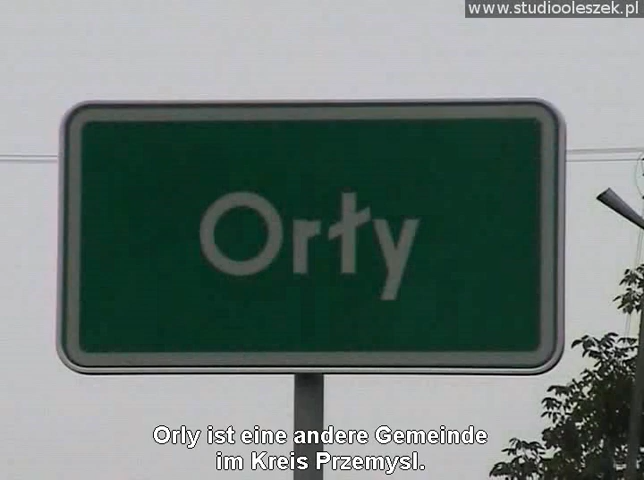 www.studiooleszek.pl
Orły
Orly ist eine andere Gemeinde
im Kreis Przemysl.